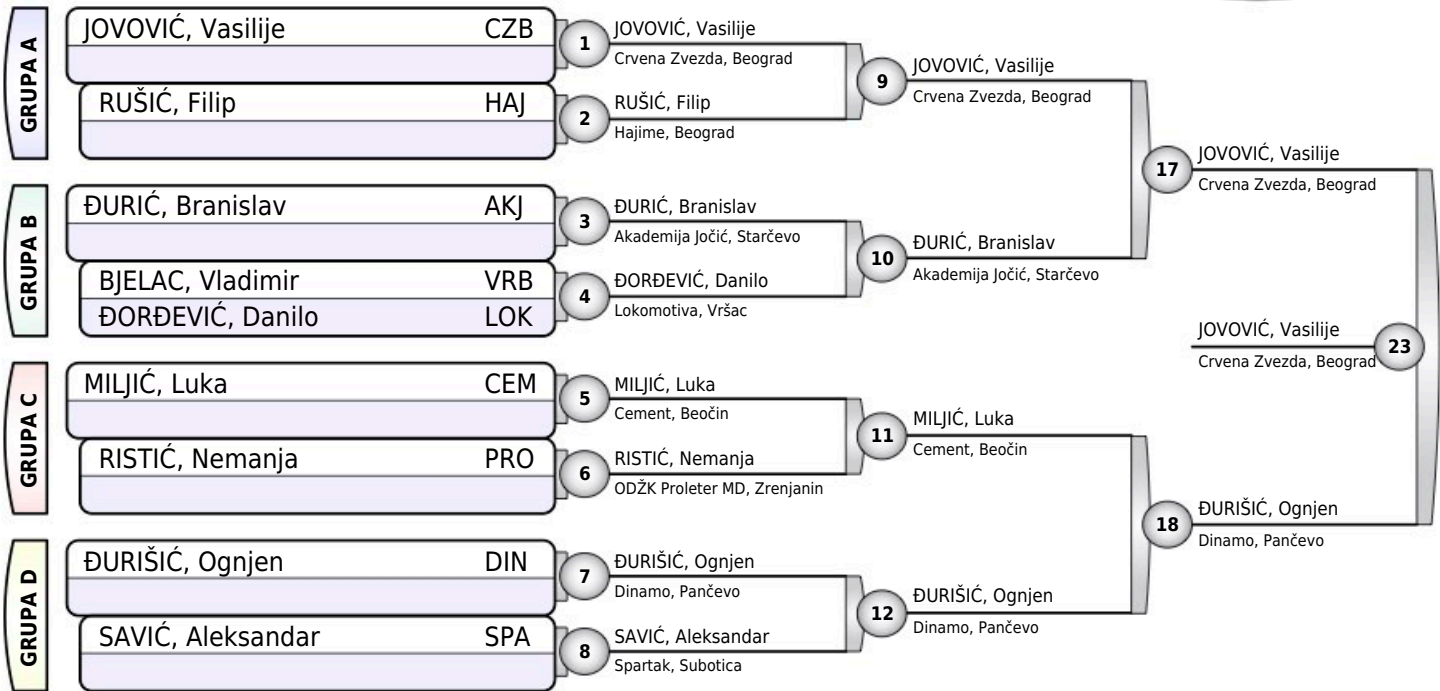 GRUPA A
JOVOVIĆ, Vasilije CZB
RUŠIĆ, Filip HAJ
GRUPA B
ĐURIĆ, Branislav AKJ
BJELAC, Vladimir VRB
ĐORĐEVIĆ, Danilo LOK
GRUPA C
MILJIĆ, Luka CEM
RISTIĆ, Nemanja PRO
GRUPA D
ĐURIŠIĆ, Ognjen DIN
SAVIĆ, Aleksandar SPA
1
JOVOVIĆ, Vasilije
Crvena Zvezda, Beograd
2
RUŠIĆ, Filip
Hajime, Beograd
3
ĐURIĆ, Branislav
Akademija Jočić, Starčevo
4
ĐORĐEVIĆ, Danilo
Lokomotiva, Vršac
5
MILJIĆ, Luka
Cement, Beočin
6
RISTIĆ, Nemanja
ODŽK Proleter MD, Zrenjanin
7
ĐURIŠIĆ, Ognjen
Dinamo, Pančevo
8
SAVIĆ, Aleksandar
Spartak, Subotica
9
JOVOVIĆ, Vasilije
Crvena Zvezda, Beograd
10
ĐURIĆ, Branislav
Akademija Jočić, Starčevo
11
MILJIĆ, Luka
Cement, Beočin
12
ĐURIŠIĆ, Ognjen
Dinamo, Pančevo
17
JOVOVIĆ, Vasilije
Crvena Zvezda, Beograd
18
ĐURIŠIĆ, Ognjen
Dinamo, Pančevo
JOVOVIĆ, Vasilije
Crvena Zvezda, Beograd
23